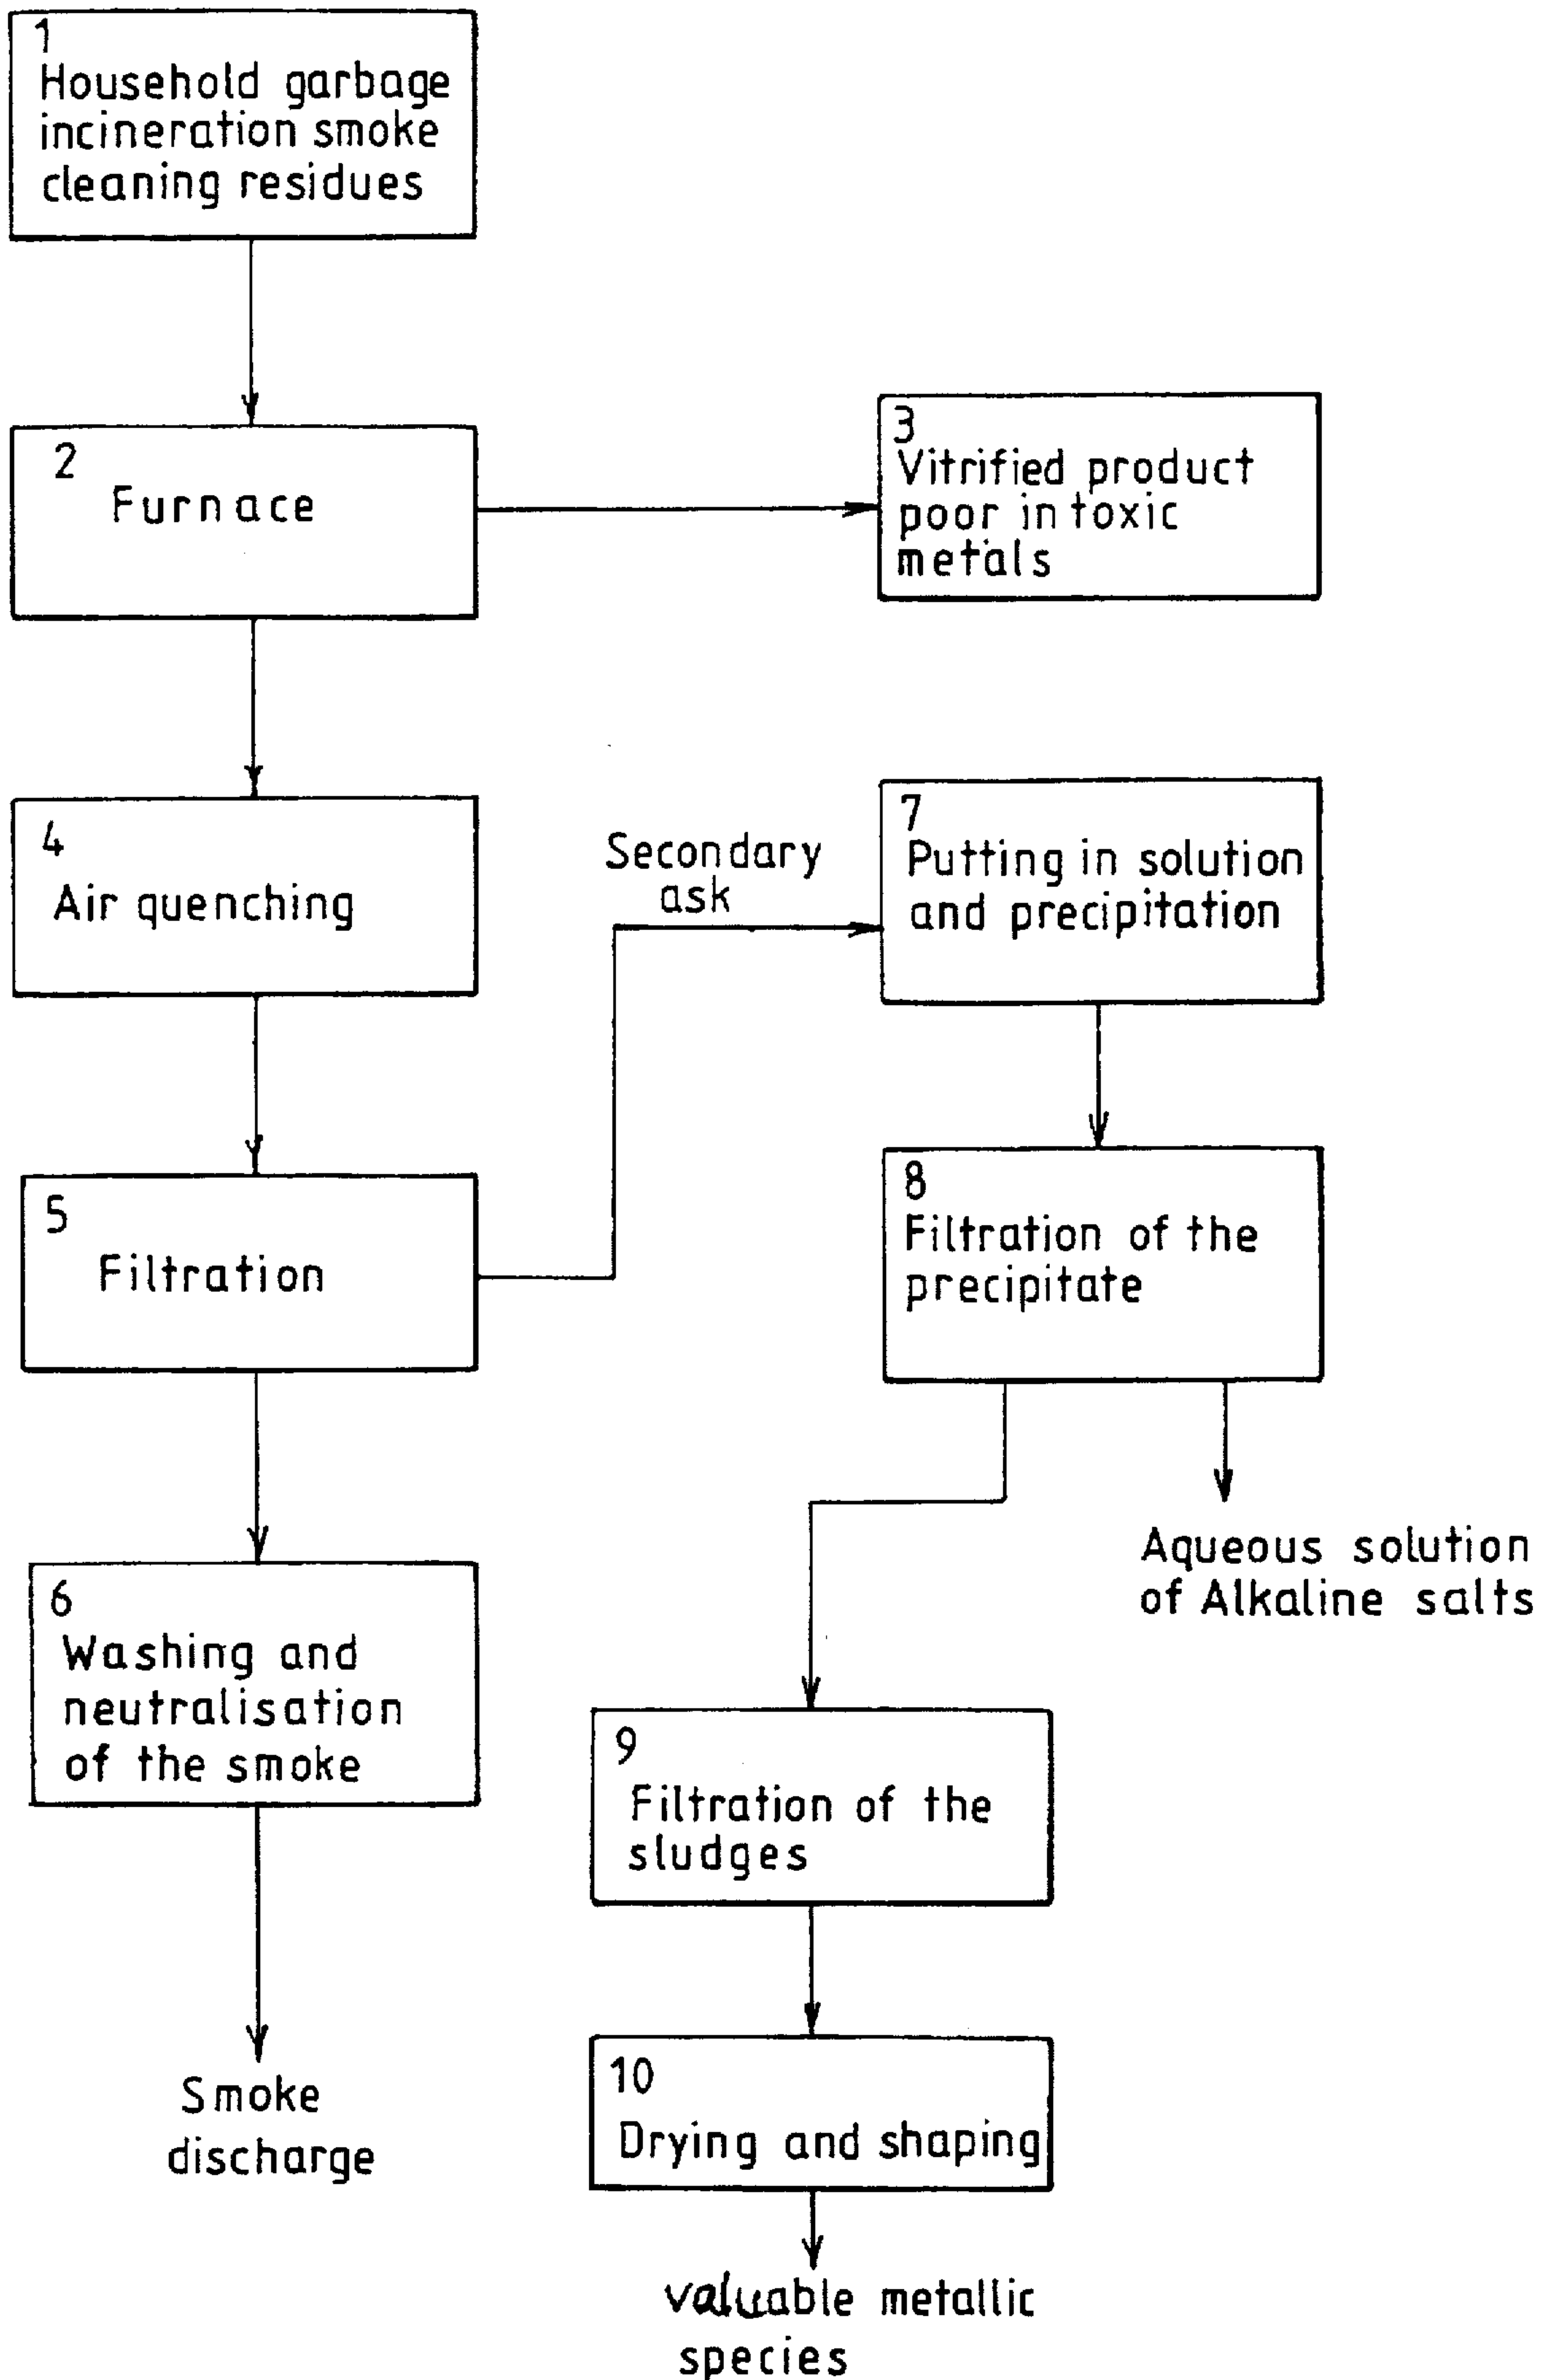 1
Household garbage
incineration smoke
cleaning residues
2
Furnace
3
Vitrified product
poor in toxic
metals
4
Air quenching
Secondary
ask
7
Putting in solution
and precipitation
5
Filtration
8
Filtration of the
precipitate
Aqueous solution
of Alkaline salts
6
Washing and
neutralisation
of the smoke
9
Filtration of the
sludges
Smoke
discharge
10
Drying and shaping
valuable metallic
species